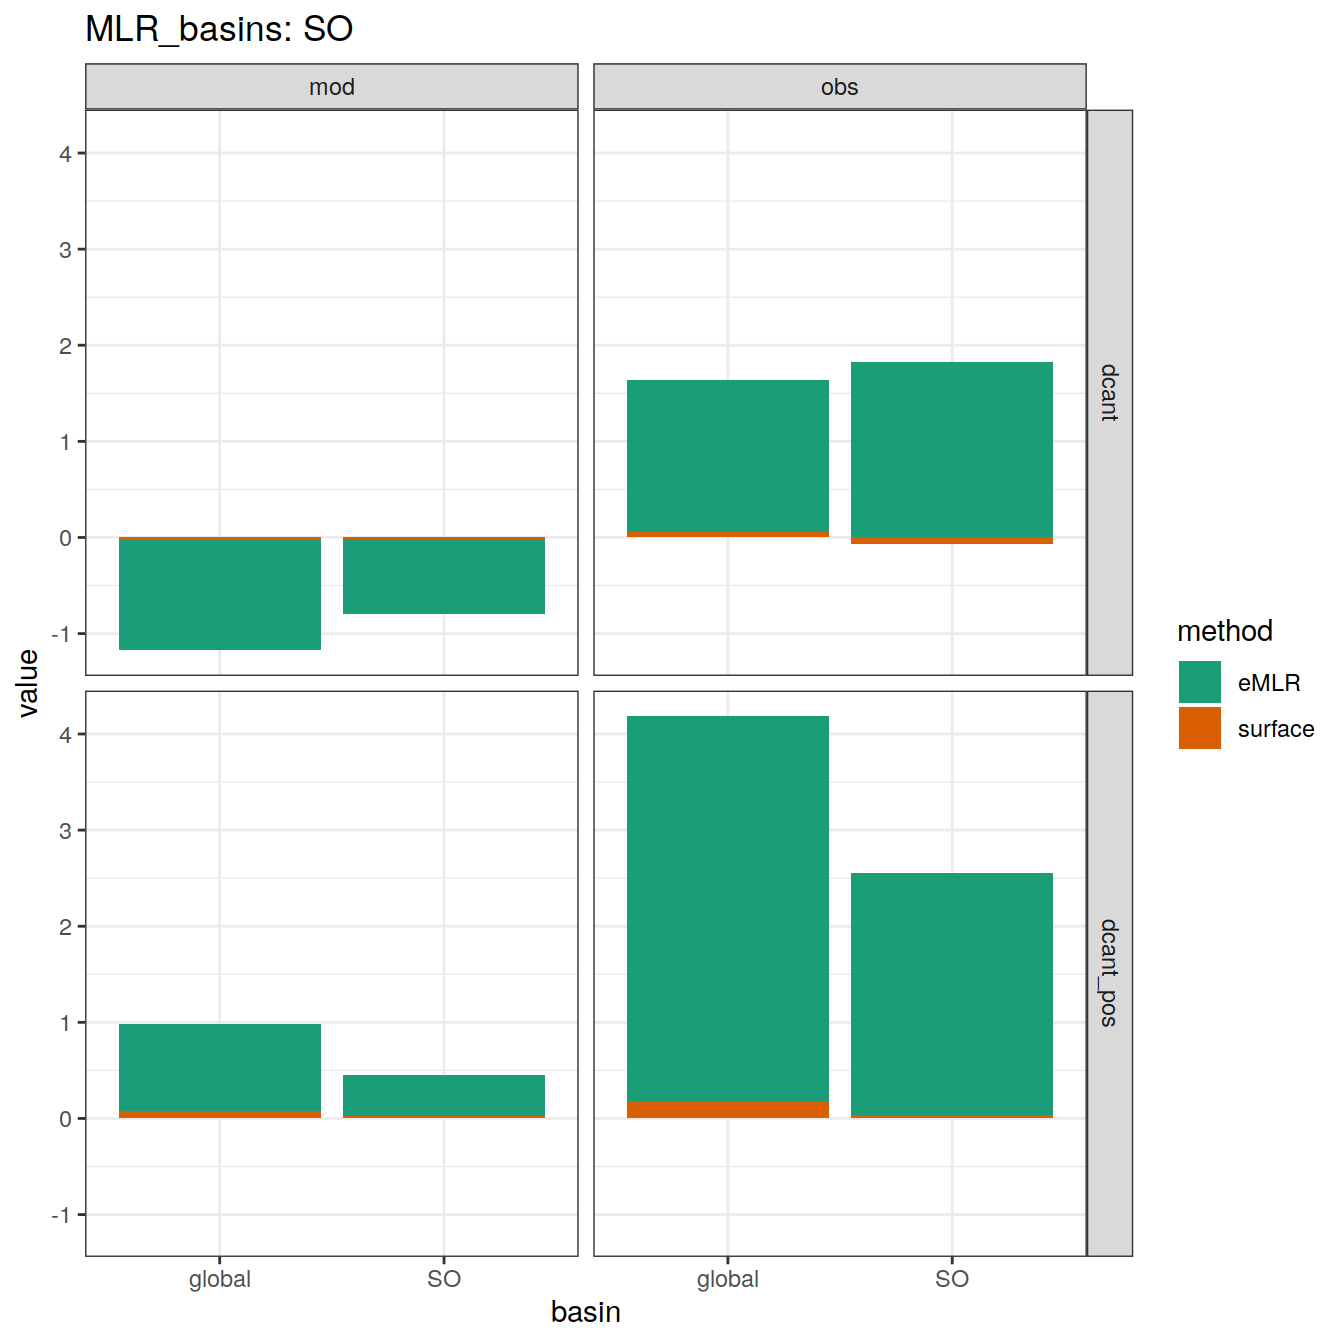 MLR_basins: SO
mod
obs
4
3
2
1
0
-1
dcant
4
3
2
1
0
-1
dcant_pos
value
global
SO
global
SO
basin
method
eMLR
surface